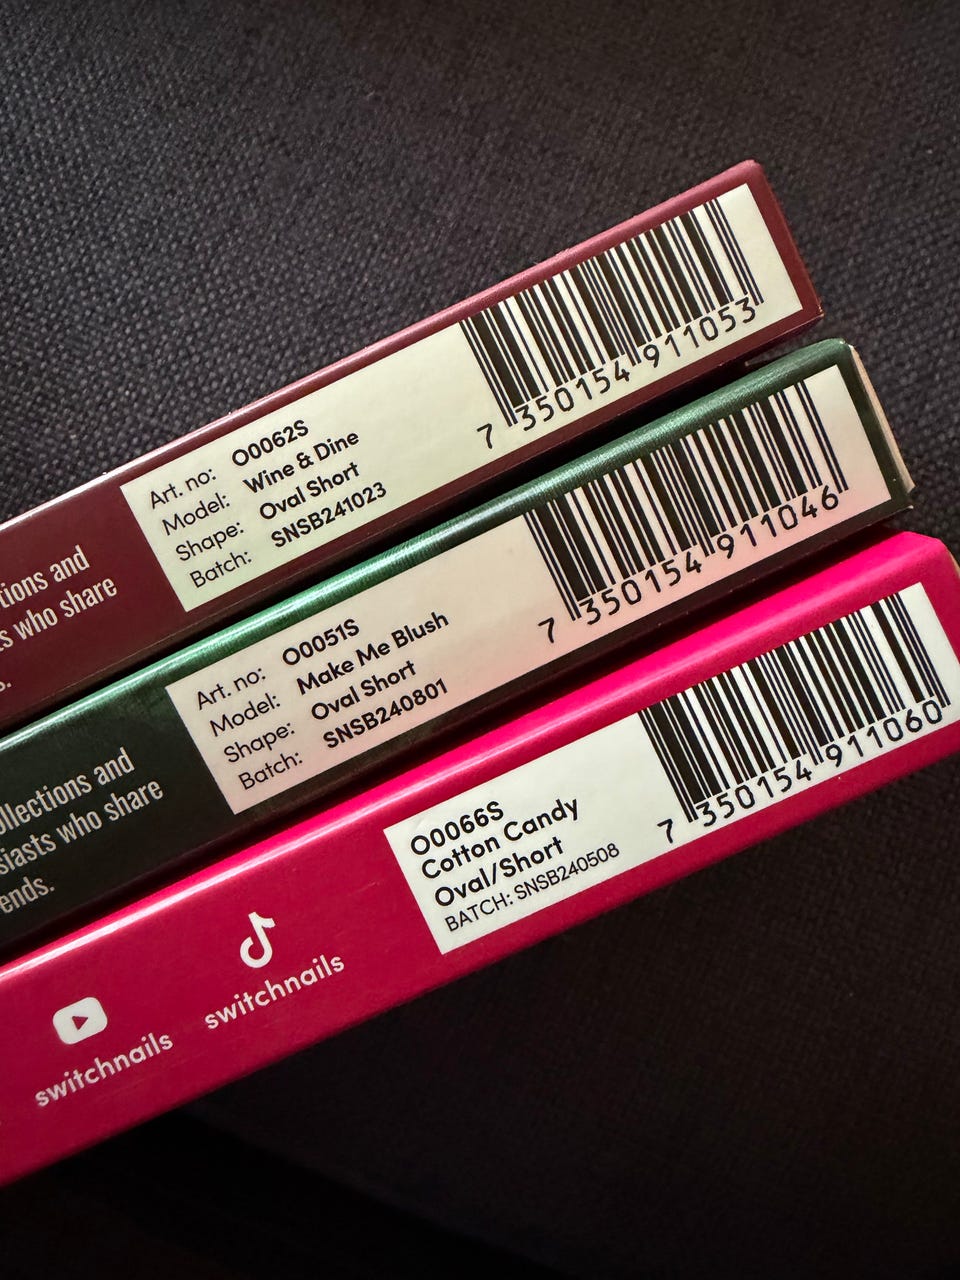 tions and
ts who share
s.
Art. no: O0062S
Model: Wine & Dine
Shape: Oval Short
Batch: SNSB241023
7 350154 911053
ollections and
siasts who share
ends.
Art. no: O0051S
Model: Make Me Blush
Shape: Oval Short
Batch: SNSB240801
7 350154 911046
switchnails
switchnails
O0066S
Cotton Candy
Oval/Short
BATCH: SNSB240508
7 350154 911060